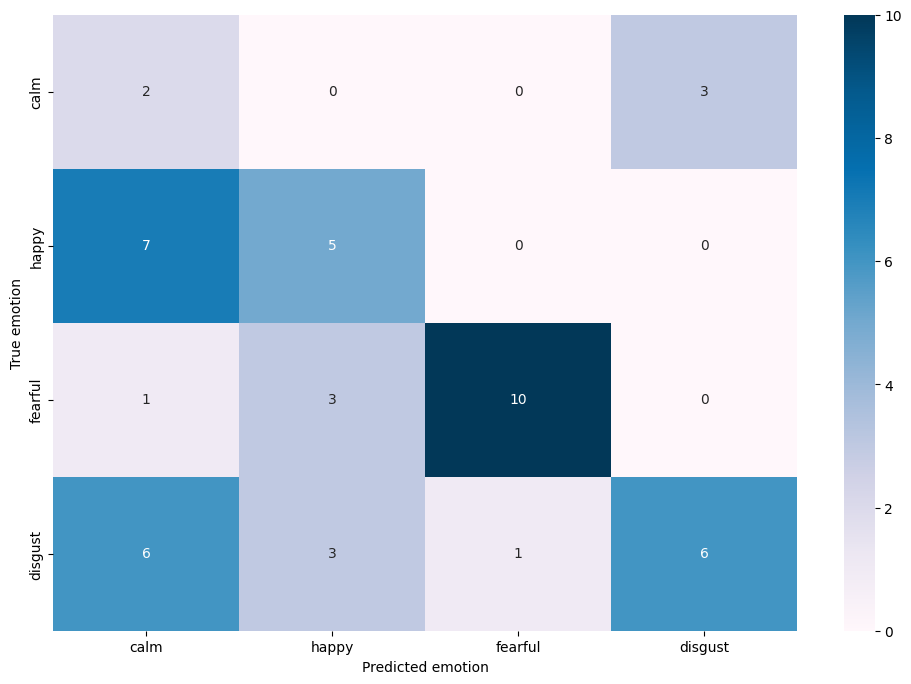 calm 2 0 0 3
happy 7 5 0 0
fearful 1 3 10 0
disgust 6 3 1 6
calm happy fearful disgust
Predicted emotion
True emotion
10
8
6
4
2
0